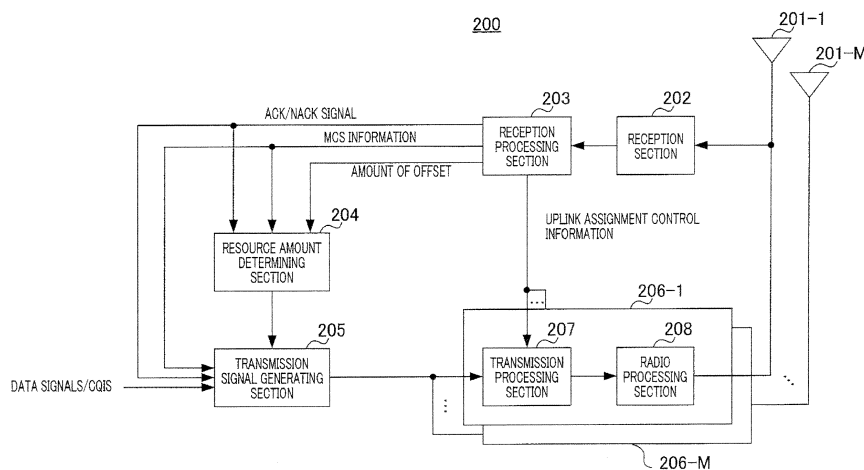 200
201-1
201-M
ACK/NACK SIGNAL
203
202
MCS INFORMATION
RECEPTION
PROCESSING
SECTION
RECEPTION
SECTION
AMOUNT OF OFFSET
204
UPLINK ASSIGNMENT CONTROL
INFORMATION
RESOURCE AMOUNT
DETERMINING
SECTION
206-1
205
207
208
TRANSMISSION
SIGNAL GENERATING
SECTION
TRANSMISSION
PROCESSING
SECTION
RADIO
PROCESSING
SECTION
DATA SIGNALS/CQIS
206-M